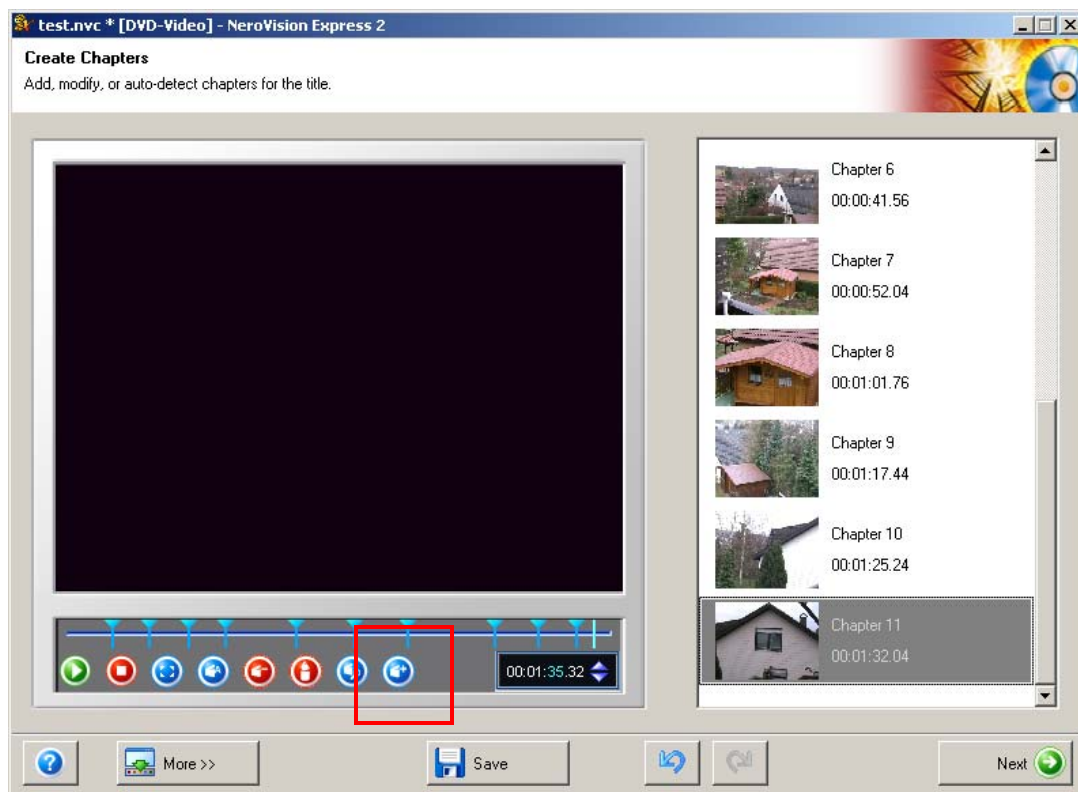 test.nvc * [DVD-Video] - NeroVision Express 2
Create Chapters
Add, modify, or auto-detect chapters for the title.
Chapter 6
00:00:41.56
Chapter 7
00:00:52.04
Chapter 8
00:01:01.76
Chapter 9
00:01:17.44
Chapter 10
00:01:25.24
Chapter 11
00:01:32.04
00:01:35.32
More >>
Save
Next